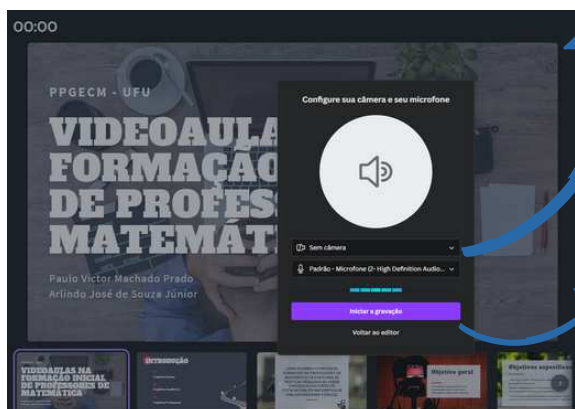 00:00
PPGECM - UFU
VIDEOAULA
FORMAÇÃO
DE PROFES
MATEMÁT
Paulo Victor Machado Prado
Arlindo José de Souza Júnior
Configure sua câmera e seu microfone
Sem câmera
Padrão - Microfone (2- High Definition Audio...
Iniciar a gravação
Voltar ao editor
VIDEOAULAS NA
FORMAÇÃO INICIAL
DE PROFESSORES DE
MATEMÁTICA
INTRODUÇÃO
Objetivo geral
Objetivos específicos